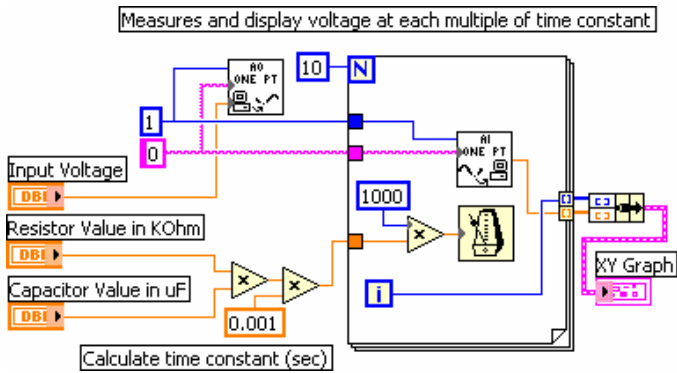 Measures and display voltage at each multiple of time constant
AO
ONE PT
10
N
1
0
AI
ONE PT
Input Voltage
DBl
1000
Resistor Value in KOhm
DBl
XY Graph
Capacitor Value in uF
DBl
i
0.001
Calculate time constant (sec)